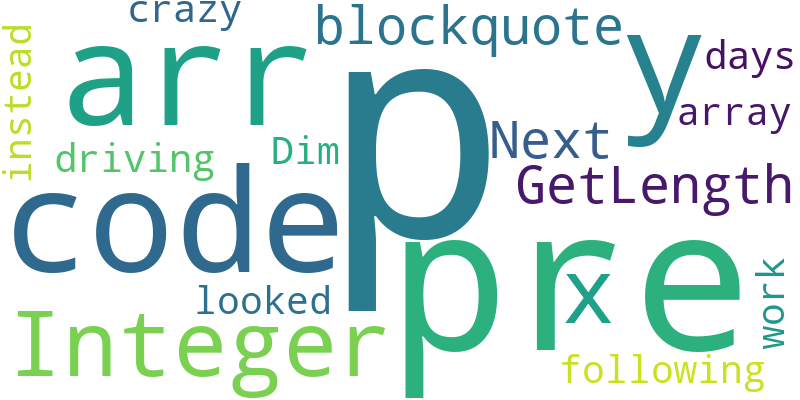 crazy
blockquote
instead
arr
p
y
days
array
driving
Dim
Next
code
GetLength
pre
x
looked
Integer
work
following